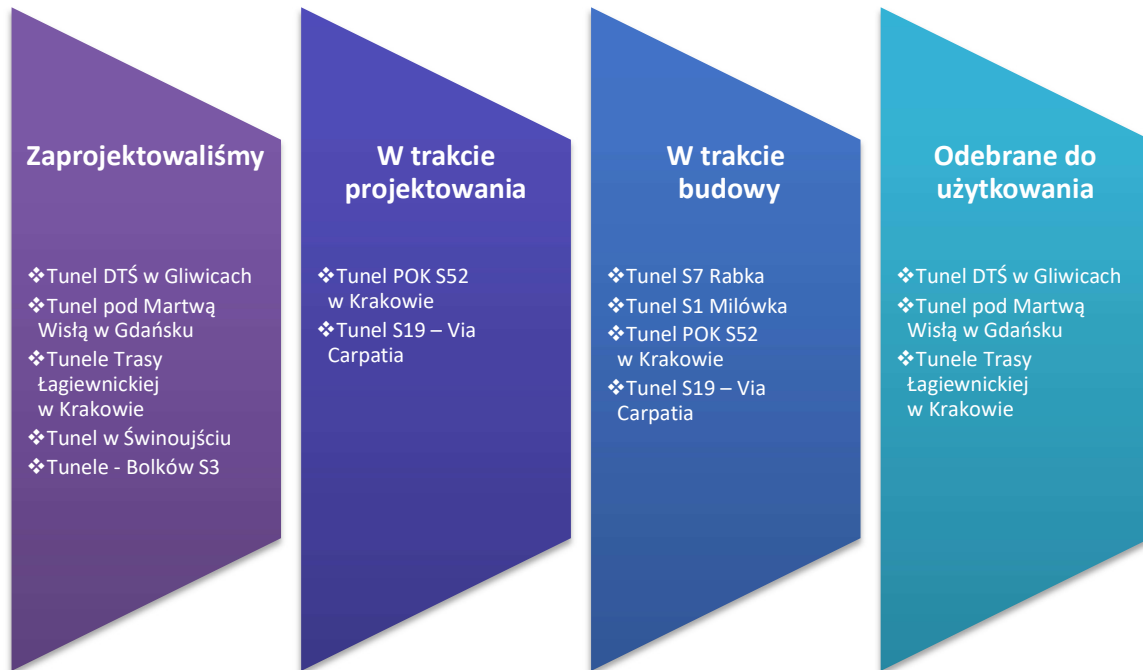 Zaprojektowaliśmy
❖Tunel DTŚ w Gliwicach
❖Tunel pod Martwą
Wisłą w Gdańsku
❖Tunele Trasy
Łagiewnickiej
w Krakowie
❖Tunel w Świnoujściu
❖Tunele - Bolków S3
W trakcie
projektowania
❖Tunel POK S52
w Krakowie
❖Tunel S19 – Via
Carpatia
W trakcie
budowy
❖Tunel S7 Rabka
❖Tunel S1 Milówka
❖Tunel POK S52
w Krakowie
❖Tunel S19 – Via
Carpatia
Odebrane do
użytkowania
❖Tunel DTŚ w Gliwicach
❖Tunel pod Martwą
Wisłą w Gdańsku
❖Tunele Trasy
Łagiewnickiej
w Krakowie